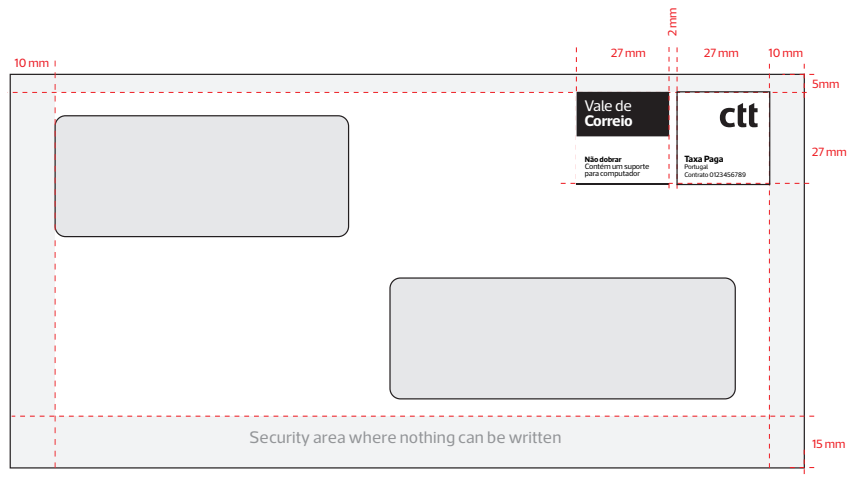 2 mm
10 mm
27 mm
27 mm
10 mm
5mm
Vale de
Correio
ctt
27 mm
Não dobrar
Contém um suporte
para computador
Taxa Paga
Portugal
Contrato 0123456789
Security area where nothing can be written
15 mm